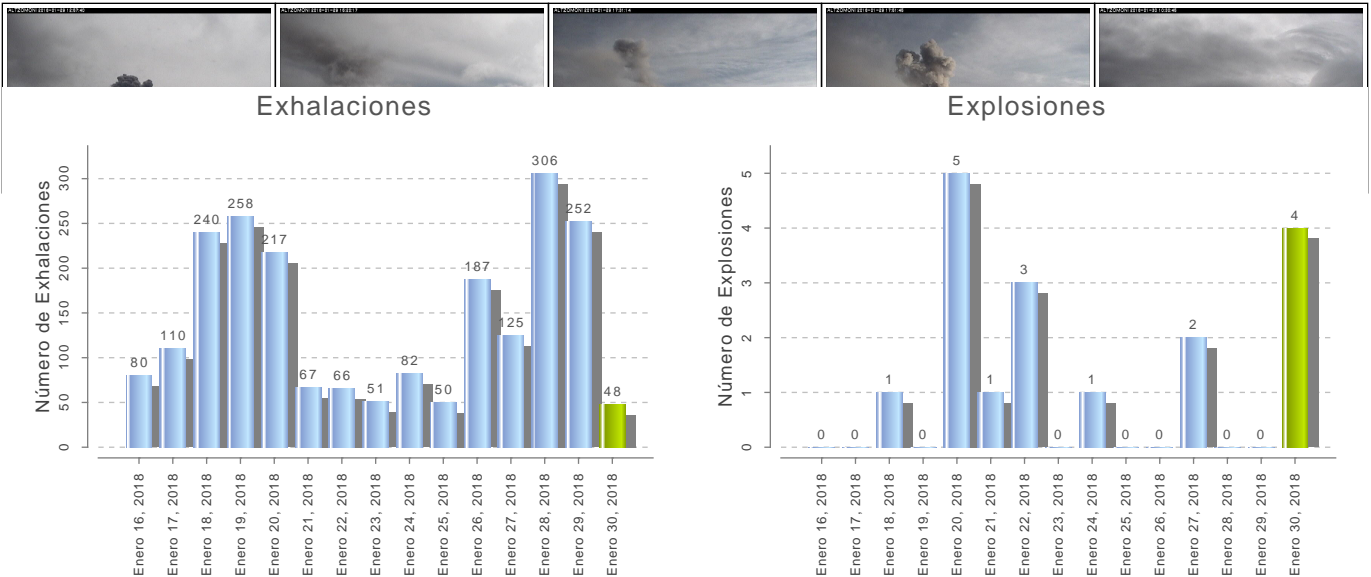 ALTZOMONI 2018-01-29 17:31:14
Exhalaciones
Número de Exhalaciones
300
250
200
150
100
50
0
80
110
240
258
217
67
66
51
82
50
187
125
306
252
48
Enero 16, 2018
Enero 17, 2018
Enero 18, 2018
Enero 19, 2018
Enero 20, 2018
Enero 21, 2018
Enero 22, 2018
Enero 23, 2018
Enero 24, 2018
Enero 25, 2018
Enero 26, 2018
Enero 27, 2018
Enero 28, 2018
Enero 29, 2018
Enero 30, 2018
Explosiones
Número de Explosiones
5
4
3
2
1
0
0
0
1
0
5
1
3
0
1
0
0
2
0
0
4
Enero 16, 2018
Enero 17, 2018
Enero 18, 2018
Enero 19, 2018
Enero 20, 2018
Enero 21, 2018
Enero 22, 2018
Enero 23, 2018
Enero 24, 2018
Enero 25, 2018
Enero 26, 2018
Enero 27, 2018
Enero 28, 2018
Enero 29, 2018
Enero 30, 2018